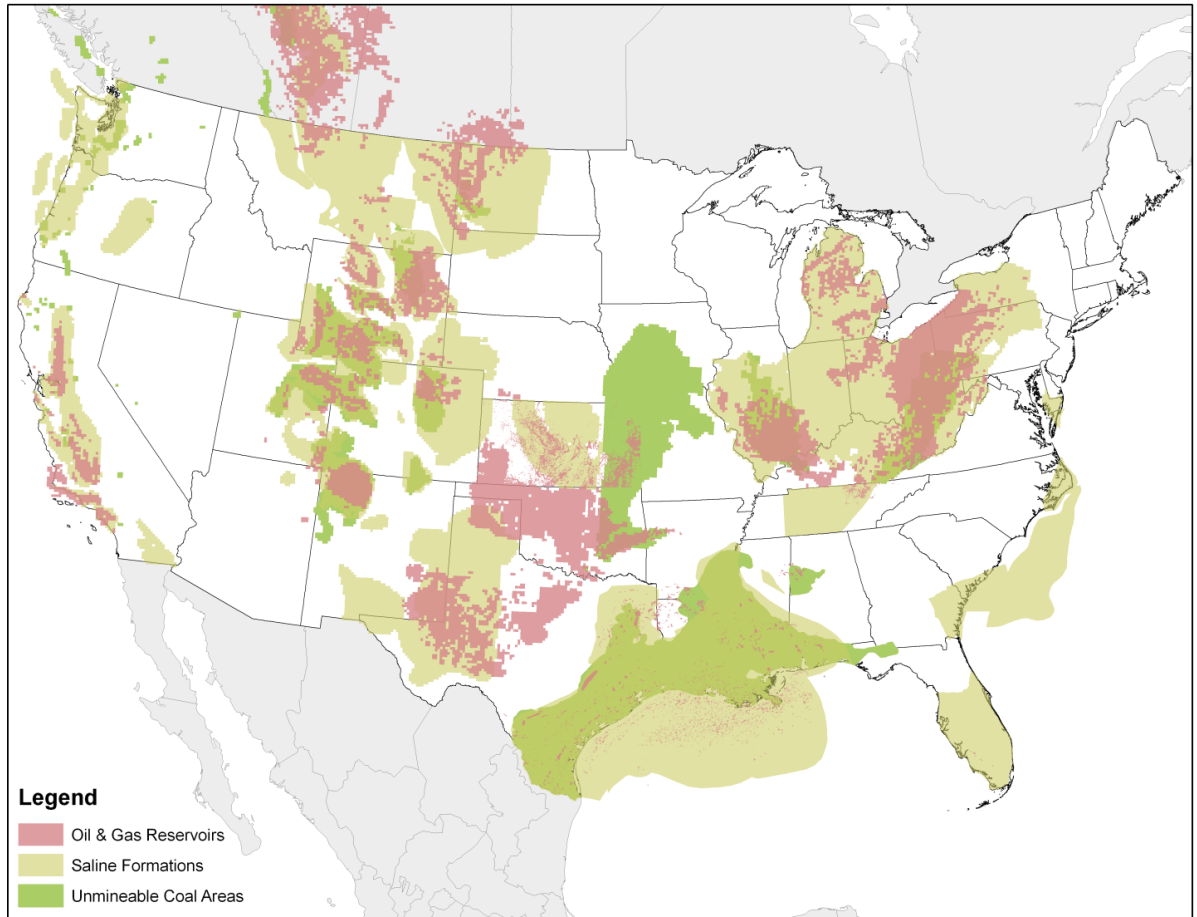 Legend
Oil & Gas Reservoirs
Saline Formations
Unmineable Coal Areas